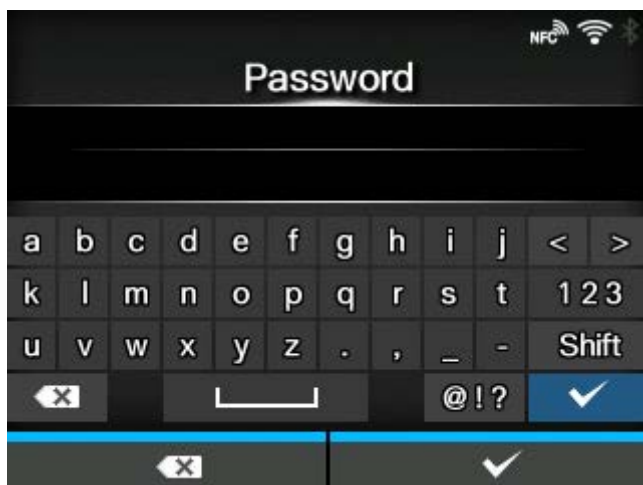 NFC
Password
a b c d e f g h i j < >
k l m n o p q r s t 123
u v w x y z . , _ - Shift
@!?